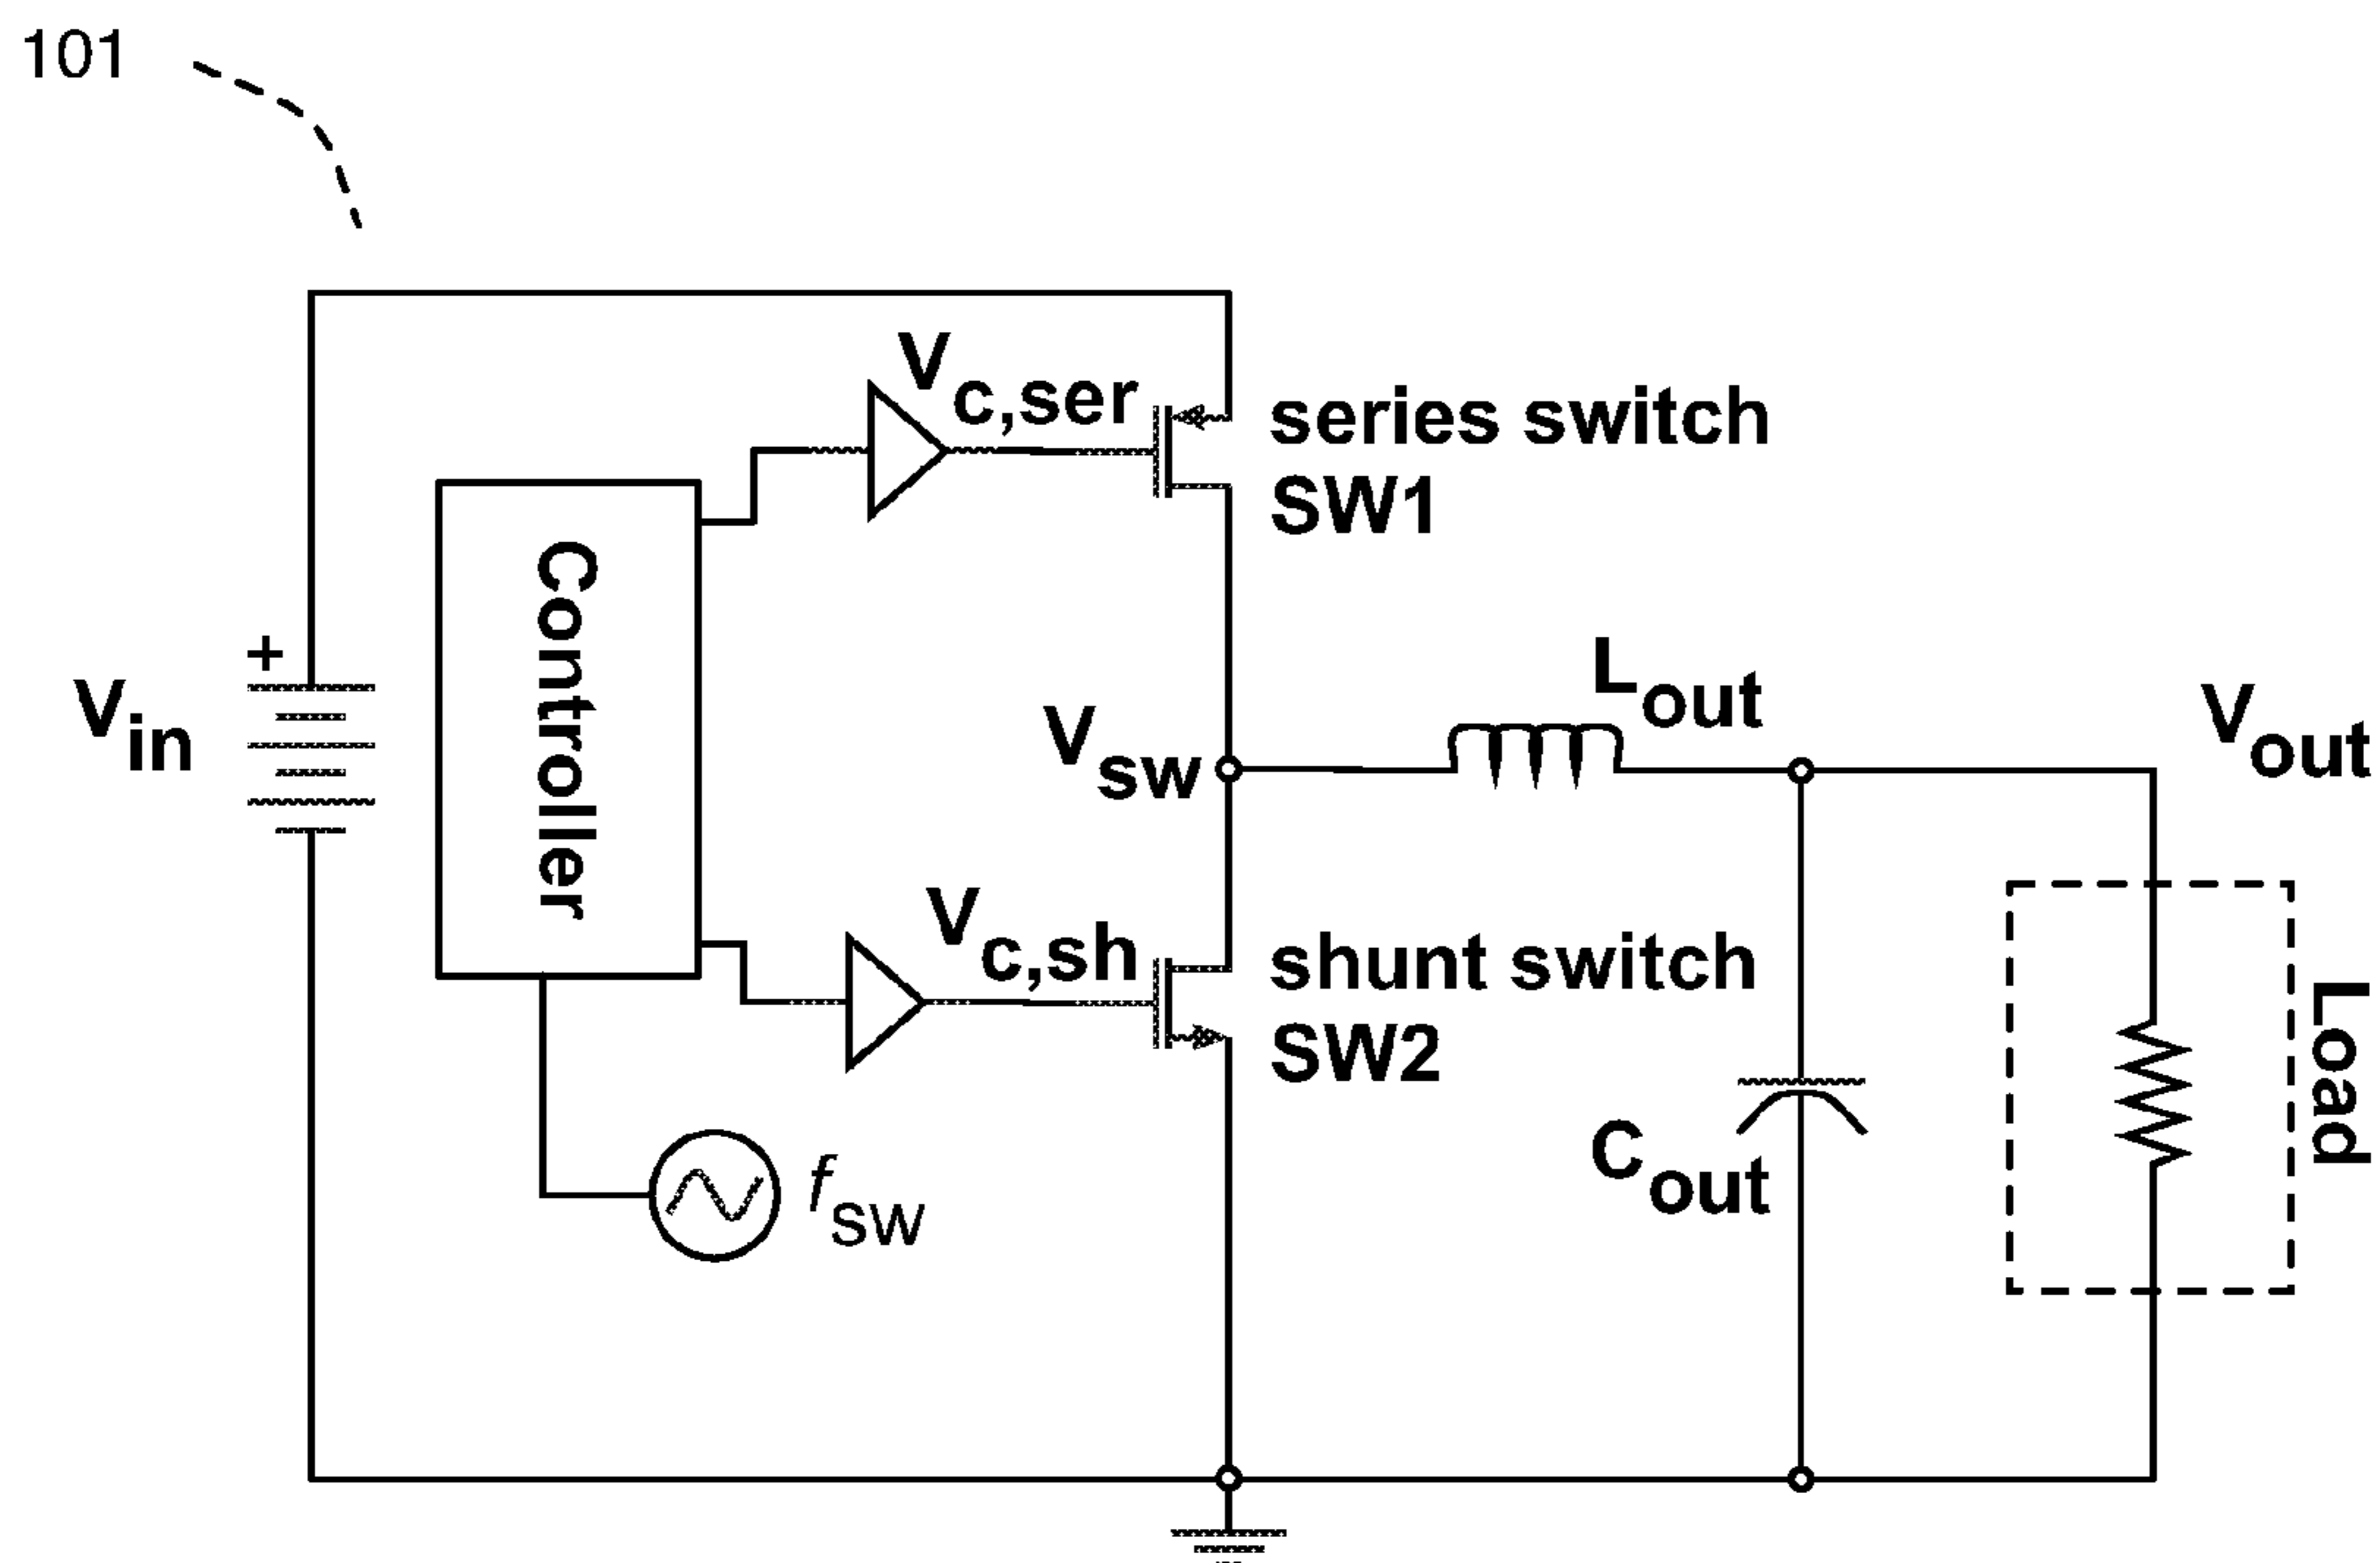 101
Vc,ser
series switch
SW1
Controller
+
Vin
Vsw
Lout
Vout
Vc,sh
shunt switch
SW2
Load
Cout
fsw